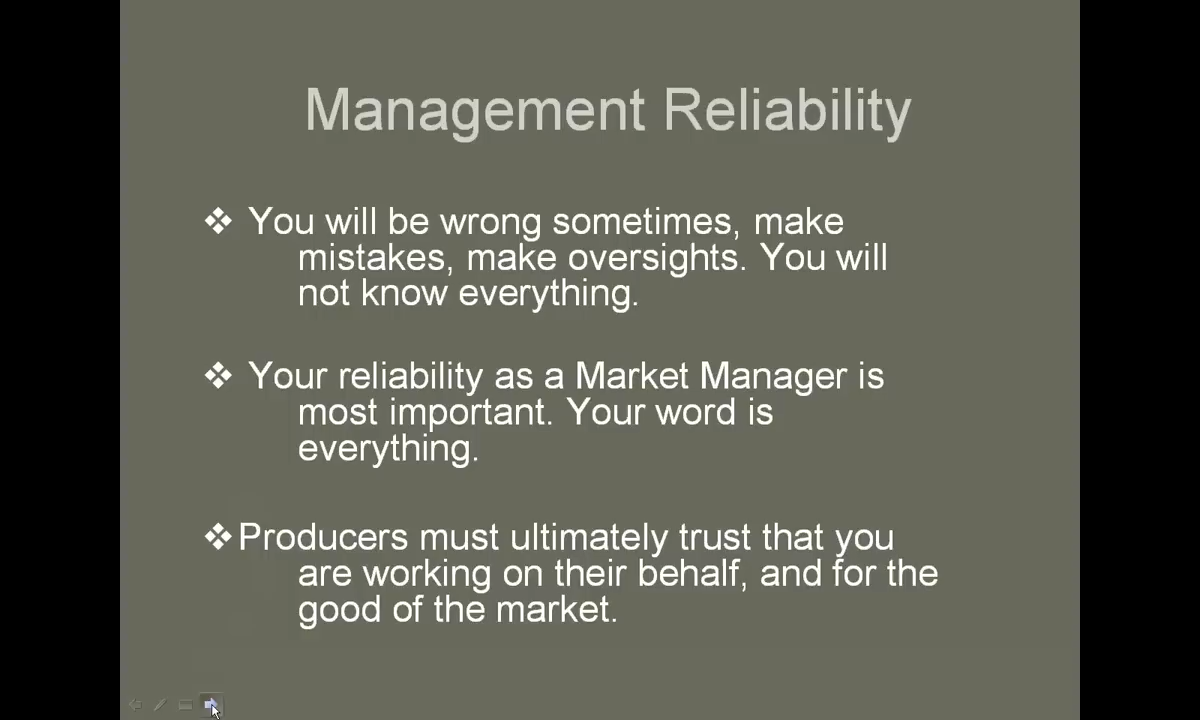 Management Reliability
❖ You will be wrong sometimes, make
mistakes, make oversights. You will
not know everything.
❖ Your reliability as a Market Manager is
most important. Your word is
everything.
❖Producers must ultimately trust that you
are working on their behalf, and for the
good of the market.